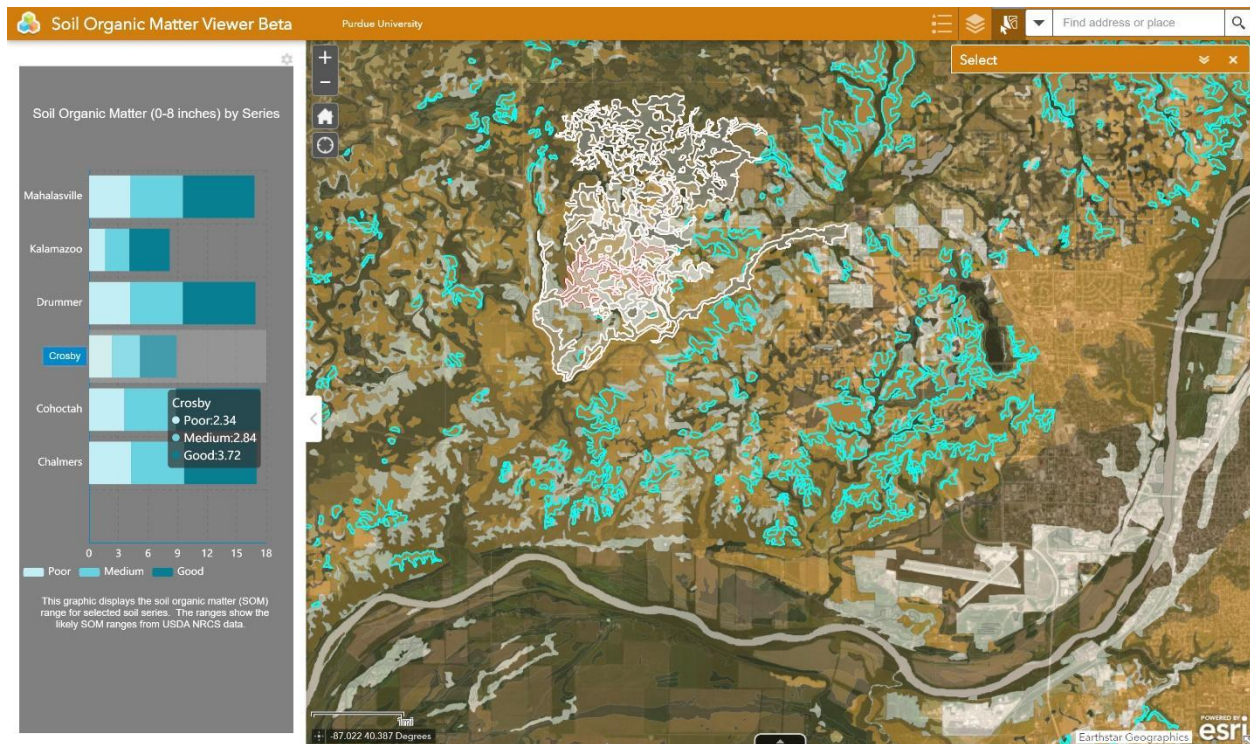 Soil Organic Matter Viewer Beta
Purdue University
Find address or place
Select
Soil Organic Matter (0-8 inches) by Series
Mahalasville
Kalamazoo
Drummer
Crosby
Cohoctah
Chalmers
Crosby
Poor:2.34
Medium:2.84
Good:3.72
0 3 6 9 12 15 18
Poor Medium Good
This graphic displays the soil organic matter (SOM)
range for selected soil series. The ranges show the
likely SOM ranges from USDA NRCS data.
1mi
-87.022 40.387 Degrees
Earthstar Geographics
POWERED BY
esri